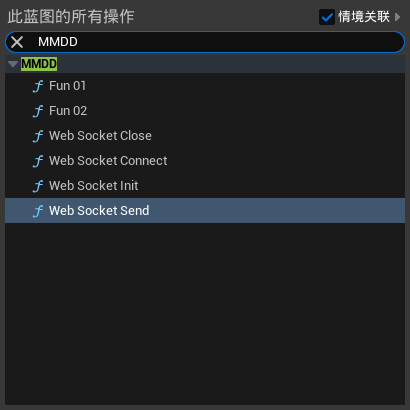 此蓝图的所有操作 情境关联
MMDD
MMDD
Fun 01
Fun 02
Web Socket Close
Web Socket Connect
Web Socket Init
Web Socket Send